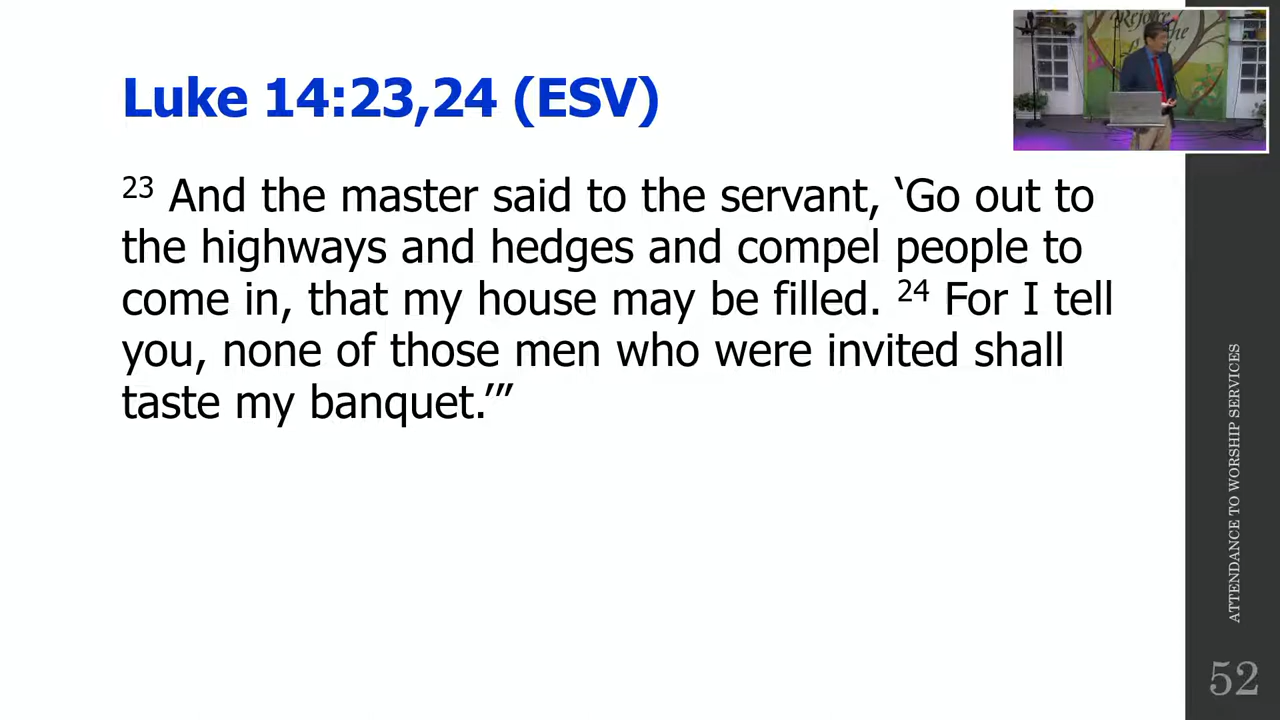 Luke 14:23,24 (ESV)
23 And the master said to the servant, ‘Go out to
the highways and hedges and compel people to
come in, that my house may be filled. 24 For I tell
you, none of those men who were invited shall
taste my banquet.’”
Rejoice
the
ATTENDANCE TO WORSHIP SERVICES
52